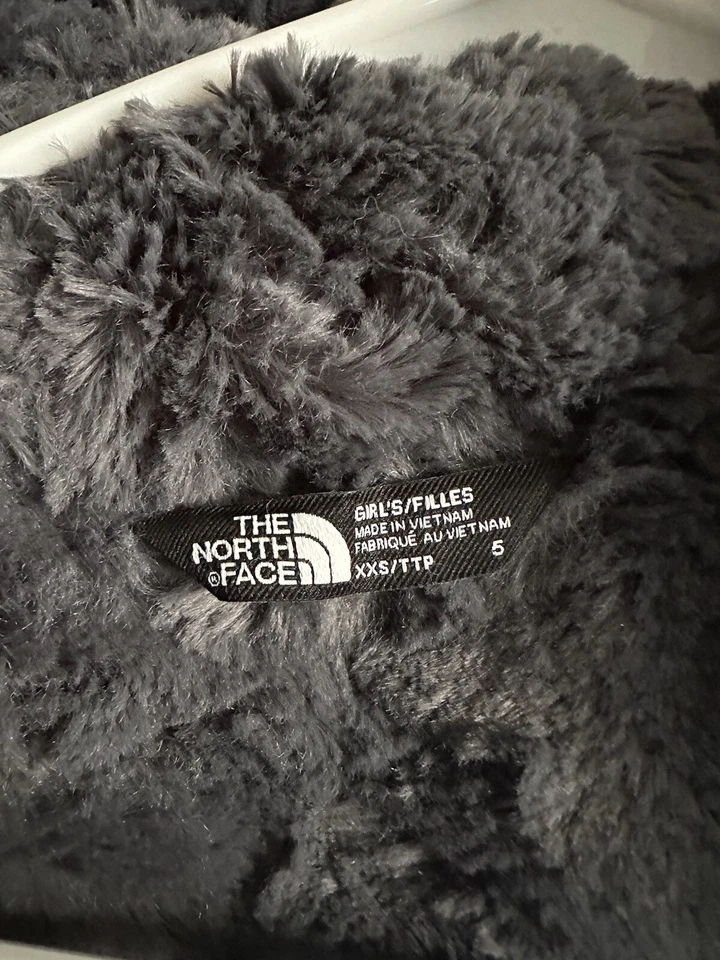 THE
NORTH
®FACE
GIRL'S/FILLES
MADE IN VIETNAM
FABRIQUÉ AU VIETNAM
XXS/TTP 5